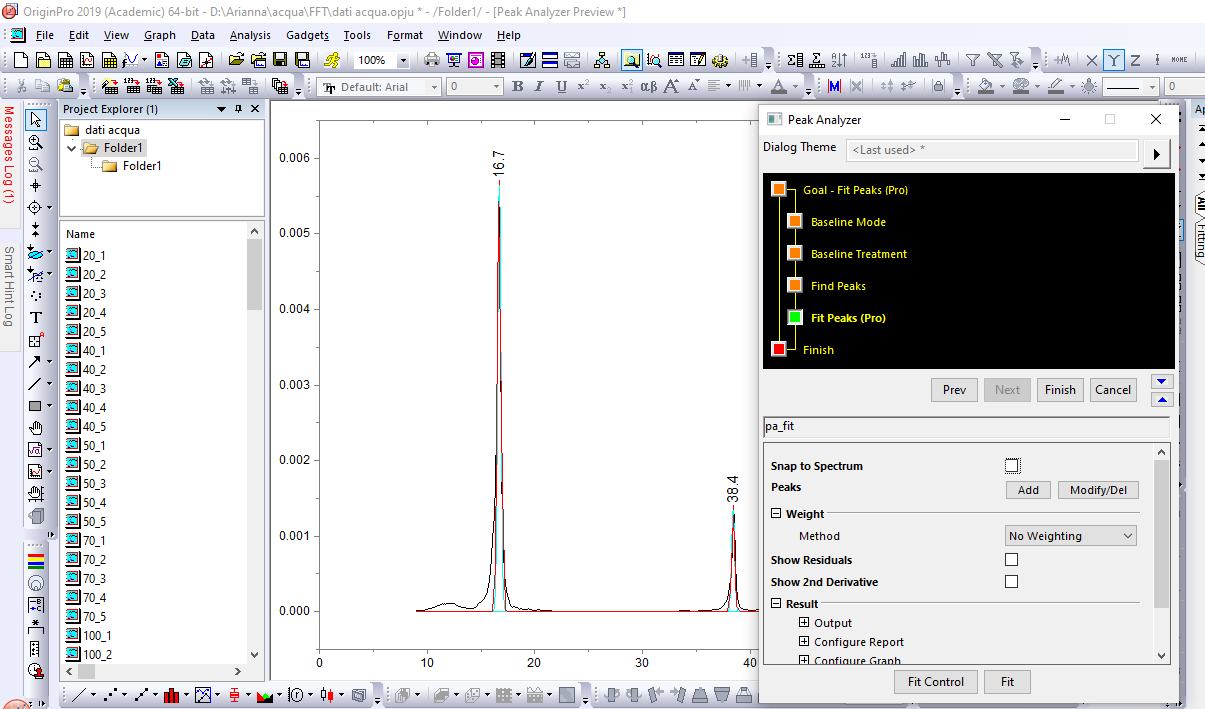 OriginPro 2019 (Academic) 64-bit - D:\Arianna\acqua\FFT\dati acqua.opju * - /Folder1/ - [Peak Analyzer Preview *]
File Edit View Graph Data Analysis Gadgets Tools Format Window Help
100%
Default: Arial 0 B I U αβ A A A M 0
Y Z NONE
Messages Log (1)
Smart Hint Log
Project Explorer (1)
dati acqua
Folder1
Folder1
Name
20_1
20_2
20_3
20_4
20_5
40_1
40_2
40_3
40_4
40_5
50_1
50_2
50_3
50_4
50_5
70_1
70_2
70_3
70_4
70_5
100_1
100_2
0.006
0.005
0.004
0.003
0.002
0.001
0.000
0 10 20 30 40
16.7
38.4
Peak Analyzer
Dialog Theme <Last used> *
Goal - Fit Peaks (Pro)
Baseline Mode
Baseline Treatment
Find Peaks
Fit Peaks (Pro)
Finish
Prev Next Finish Cancel
pa_fit
Snap to Spectrum
Peaks Add Modify/Del
Weight
Method No Weighting
Show Residuals
Show 2nd Derivative
Result
Output
Configure Report
Configure Graph
Fit Control Fit
Ap
All
Fitting